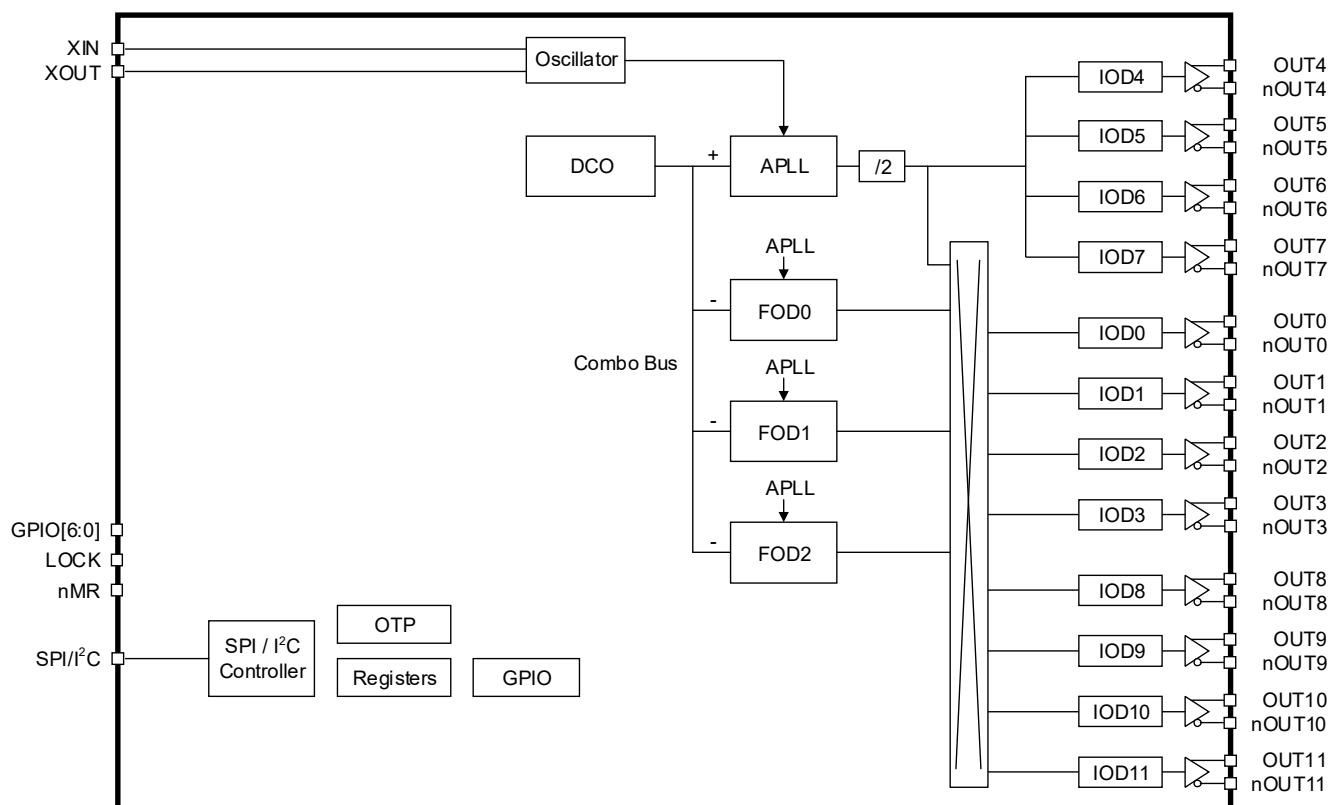 XIN
XOUT
Oscillator
DCO
+
APLL
/2
APLL
-
FOD0
Combo Bus
APLL
-
FOD1
APLL
-
FOD2
GPIO[6:0]
LOCK
nMR
SPI/I²C
SPI / I²C
Controller
OTP
Registers
GPIO
IOD4
OUT4
nOUT4
IOD5
OUT5
nOUT5
IOD6
OUT6
nOUT6
IOD7
OUT7
nOUT7
IOD0
OUT0
nOUT0
IOD1
OUT1
nOUT1
IOD2
OUT2
nOUT2
IOD3
OUT3
nOUT3
IOD8
OUT8
nOUT8
IOD9
OUT9
nOUT9
IOD10
OUT10
nOUT10
IOD11
OUT11
nOUT11